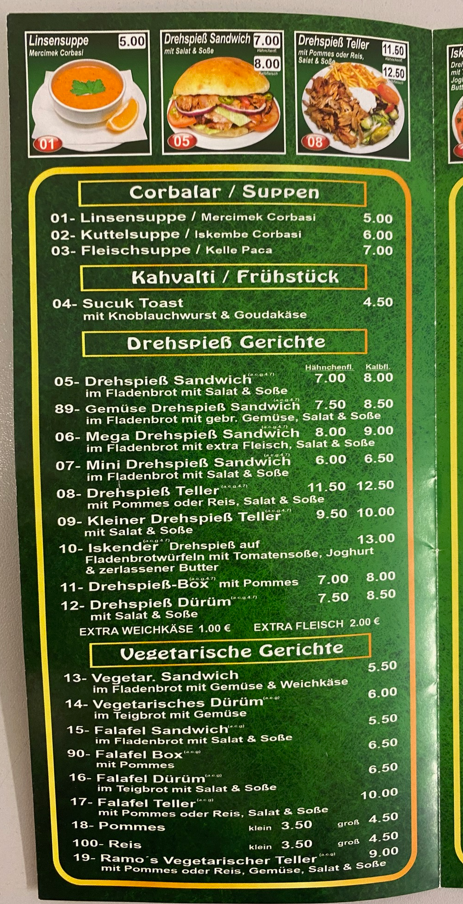 Linsensuppe 5.00
Mercimek Corbasi
01
Drehspieß Sandwich 7.00
mit Salat & Soße
8.00
05
Drehspieß Teller 11.50
mit Pommes oder Reis,
Salat & Soße
12.50
08
Corbalar / Suppen
01- Linsensuppe / Mercimek Corbasi 5.00
02- Kuttelsuppe / Iskembe Corbasi 6.00
03- Fleischsuppe / Kelle Paca 7.00
Kahvalti / Frühstück
04- Sucuk Toast 4.50
mit Knoblauchwurst & Goudakäse
Drehspieß Gerichte
Hähnchenfl. Kalbfl.
05- Drehspieß Sandwich 7.00 8.00
im Fladenbrot mit Salat & Soße
89- Gemüse Drehspieß Sandwich 7.50 8.50
im Fladenbrot mit gebr. Gemüse, Salat & Soße
06- Mega Drehspieß Sandwich 8.00 9.00
im Fladenbrot mit extra Fleisch, Salat & Soße
07- Mini Drehspieß Sandwich 6.00 6.50
im Fladenbrot mit Salat & Soße
08- Drehspieß Teller 11.50 12.50
mit Pommes oder Reis, Salat & Soße
09- Kleiner Drehspieß Teller 9.50 10.00
mit Salat & Soße
10- Iskender Drehspieß auf 13.00
Fladenbrotwürfeln mit Tomatensoße, Joghurt
& zerlassener Butter
11- Drehspieß-Box mit Pommes 7.00 8.00
12- Drehspieß Dürüm 7.50 8.50
mit Salat & Soße
EXTRA WEICHKÄSE 1.00 € EXTRA FLEISCH 2.00 €
Vegetarische Gerichte
13- Vegetar. Sandwich 5.50
im Fladenbrot mit Gemüse & Weichkäse
14- Vegetarisches Dürüm 6.00
im Teigbrot mit Gemüse
15- Falafel Sandwich 5.50
im Fladenbrot mit Salat & Soße
90- Falafel Box 6.50
mit Pommes
16- Falafel Dürüm 6.50
im Teigbrot mit Salat & Soße
17- Falafel Teller 10.00
mit Pommes oder Reis, Salat & Soße
18- Pommes klein 3.50 groß 4.50
100- Reis klein 3.50 groß 4.50
19- Ramo´s Vegetarischer Teller 9.00
mit Pommes oder Reis, Gemüse, Salat & Soße